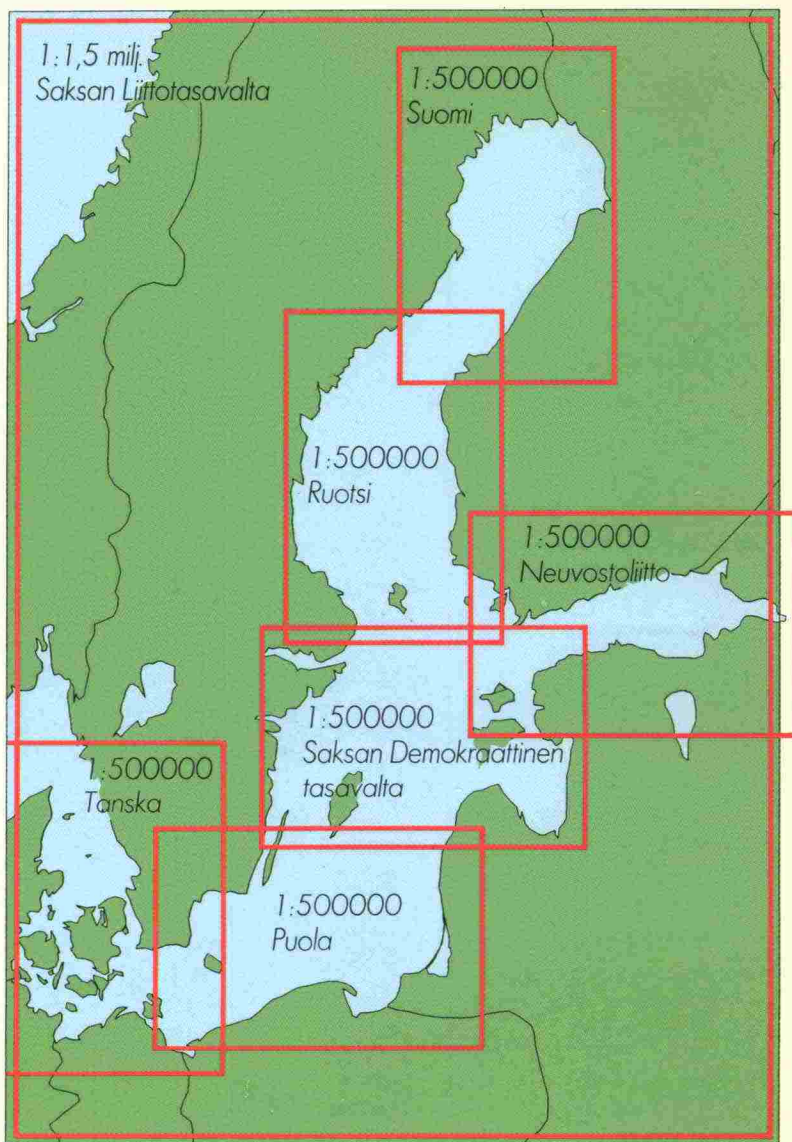 1:1,5 milj.
Saksan Liittotasavalta
1:500000
Suomi
1:500000
Ruotsi
1:500000
Neuvostoliitto
1:500000
Saksan Demokraattinen
tasavalta
1:500000
Tanska
1:500000
Puola